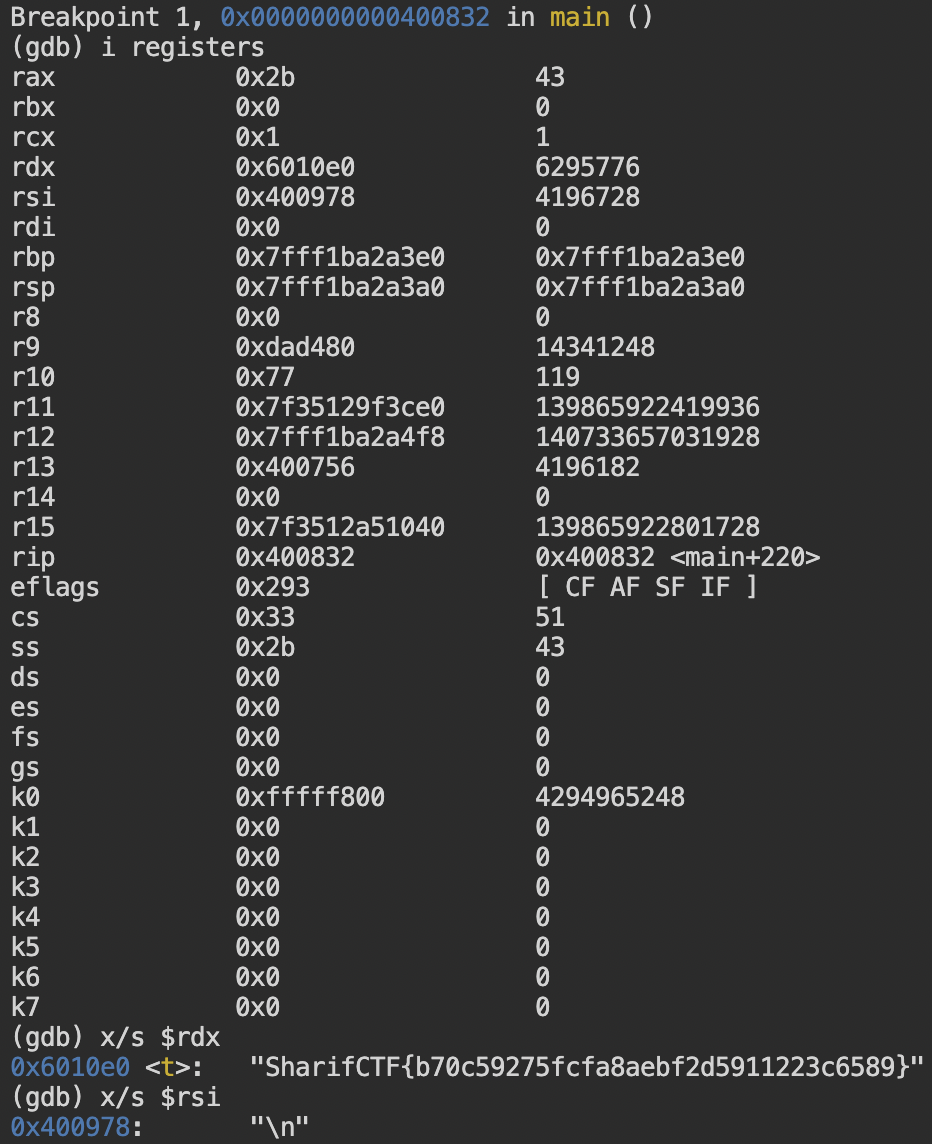 Breakpoint 1, 0x0000000000400832 in main ()
(gdb) i registers
rax 0x2b 43
rbx 0x0 0
rcx 0x1 1
rdx 0x6010e0 6295776
rsi 0x400978 4196728
rdi 0x0 0
rbp 0x7fff1ba2a3e0 0x7fff1ba2a3e0
rsp 0x7fff1ba2a3a0 0x7fff1ba2a3a0
r8 0x0 0
r9 0xdad480 14341248
r10 0x77 119
r11 0x7f35129f3ce0 139865922419936
r12 0x7fff1ba2a4f8 140733657031928
r13 0x400756 4196182
r14 0x0 0
r15 0x7f3512a51040 139865922801728
rip 0x400832 0x400832 <main+220>
eflags 0x293 [ CF AF SF IF ]
cs 0x33 51
ss 0x2b 43
ds 0x0 0
es 0x0 0
fs 0x0 0
gs 0x0 0
k0 0xfffff800 4294965248
k1 0x0 0
k2 0x0 0
k3 0x0 0
k4 0x0 0
k5 0x0 0
k6 0x0 0
k7 0x0 0
(gdb) x/s $rdx
0x6010e0 <t>: "SharifCTF{b70c59275fcfa8aebf2d5911223c6589}"
(gdb) x/s $rsi
0x400978: "\n"